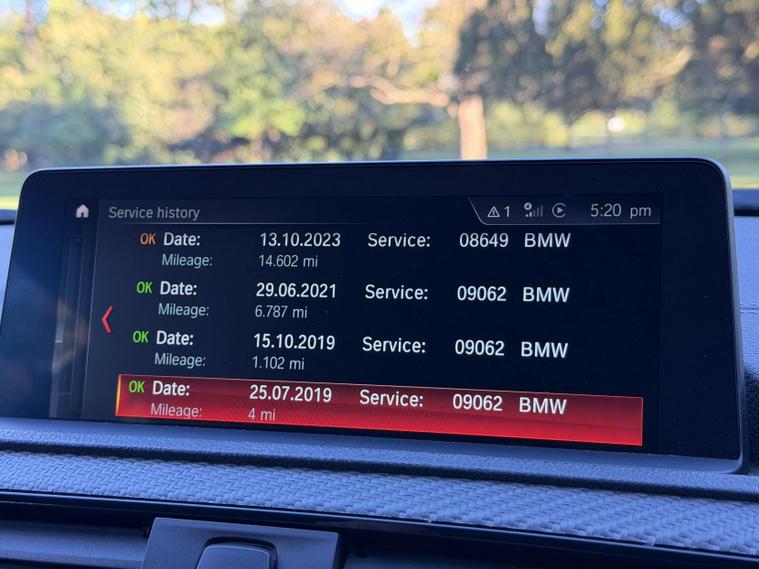 Service history 1 5:20 pm
OK Date: 13.10.2023 Service: 08649 BMW
Mileage: 14.602 mi
OK Date: 29.06.2021 Service: 09062 BMW
Mileage: 6.787 mi
OK Date: 15.10.2019 Service: 09062 BMW
Mileage: 1.102 mi
OK Date: 25.07.2019 Service: 09062 BMW
Mileage: 4 mi